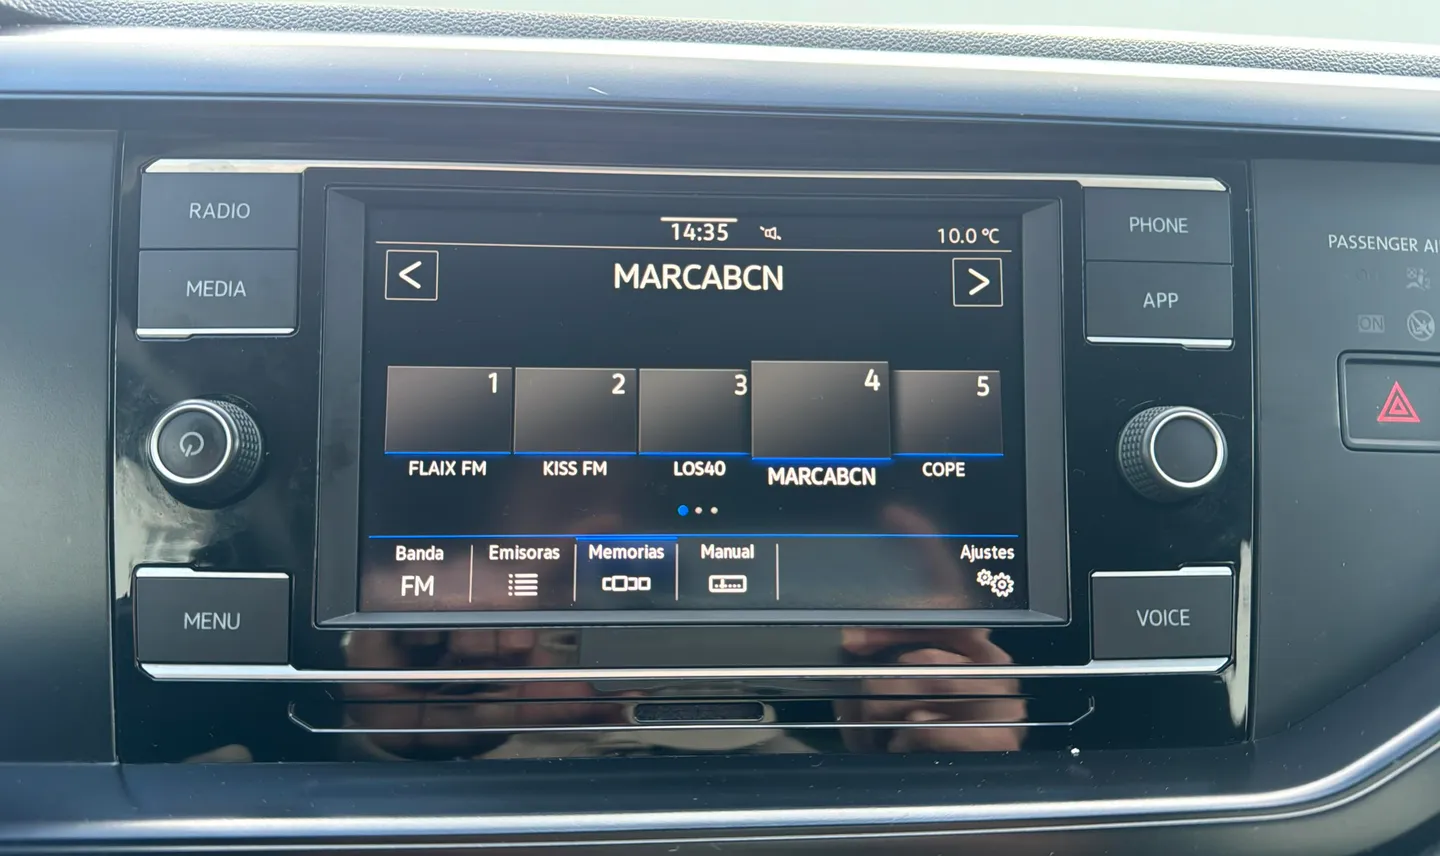 RADIO
MEDIA
MENU
14:35
10.0 °C
<
MARCABCN
>
1 2 3 4 5
FLAIX FM KISS FM LOS40 MARCABCN COPE
Banda Emisoras Memorias Manual Ajustes
FM
PHONE
APP
VOICE
PASSENGER
ON